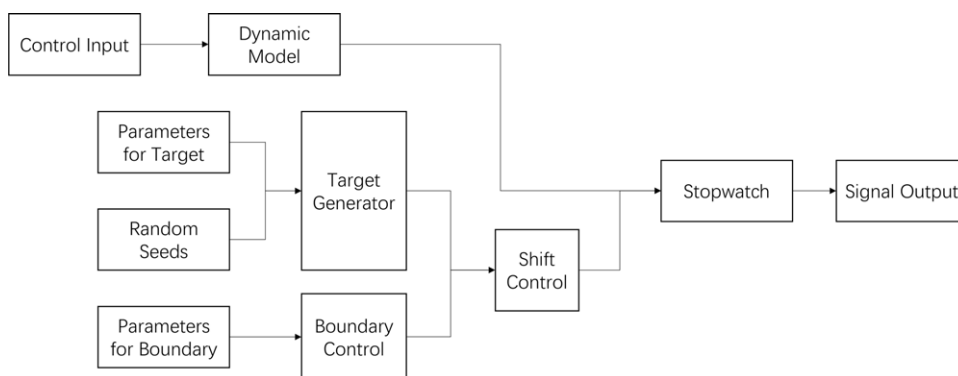 Control Input
Dynamic
Model
Parameters
for Target
Random
Seeds
Target
Generator
Parameters
for Boundary
Boundary
Control
Shift
Control
Stopwatch
Signal Output